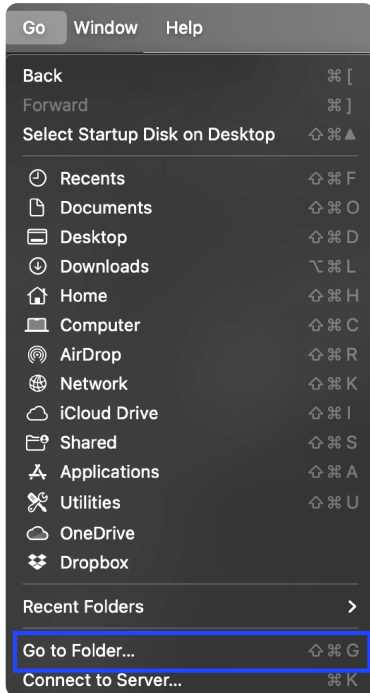 Go Window Help
Back ⌘ [
Forward ⌘ ]
Select Startup Disk on Desktop ⇧ ⌘ ▲
Recents ⇧ ⌘ F
Documents ⇧ ⌘ O
Desktop ⇧ ⌘ D
Downloads ⌥ ⌘ L
Home ⇧ ⌘ H
Computer ⇧ ⌘ C
AirDrop ⇧ ⌘ R
Network ⇧ ⌘ K
iCloud Drive ⇧ ⌘ I
Shared ⇧ ⌘ S
Applications ⇧ ⌘ A
Utilities ⇧ ⌘ U
OneDrive
Dropbox
Recent Folders >
Go to Folder... ⇧ ⌘ G
Connect to Server... ⌘ K